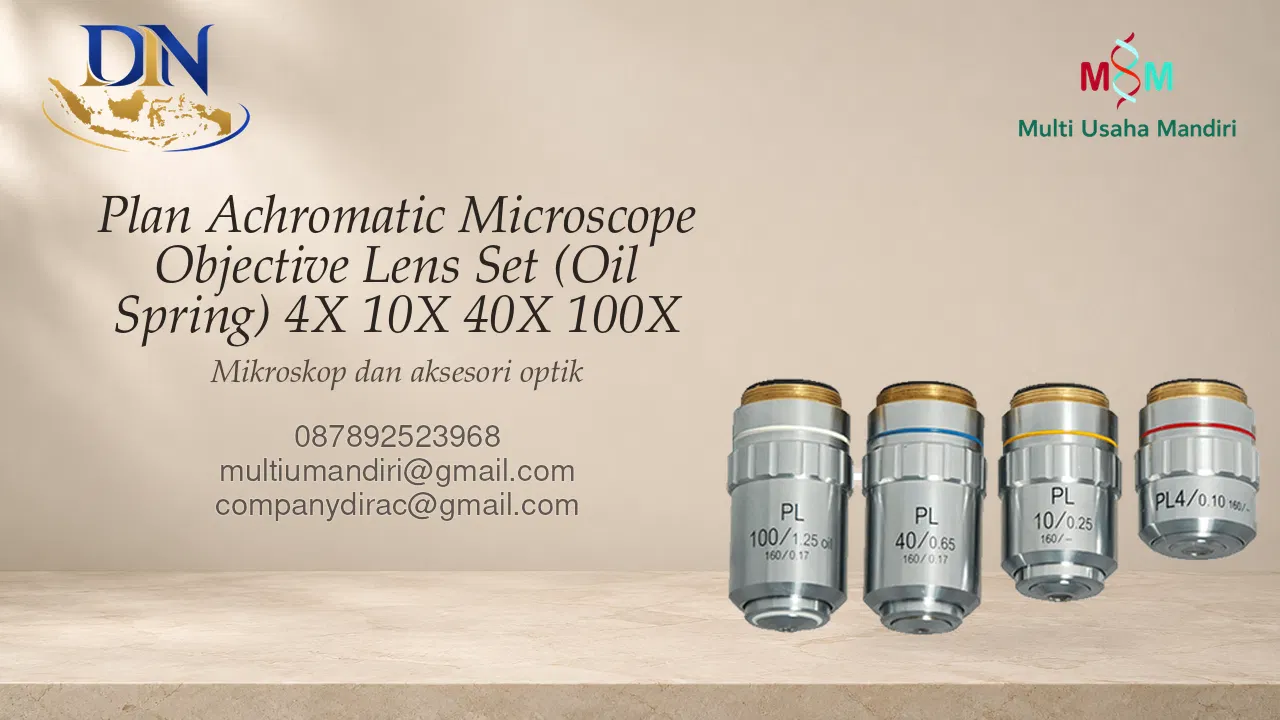 DIN
M M
Multi Usaha Mandiri
Plan Achromatic Microscope
Objective Lens Set (Oil
Spring) 4X 10X 40X 100X
Mikroskop dan aksesori optik
087892523968
multiumandiri@gmail.com
companydirac@gmail.com
PL
100/1.25 oil
160/0.17
PL
40/0.65
160/0.17
PL
10/0.25
160/–
PL4/0.10 160/–